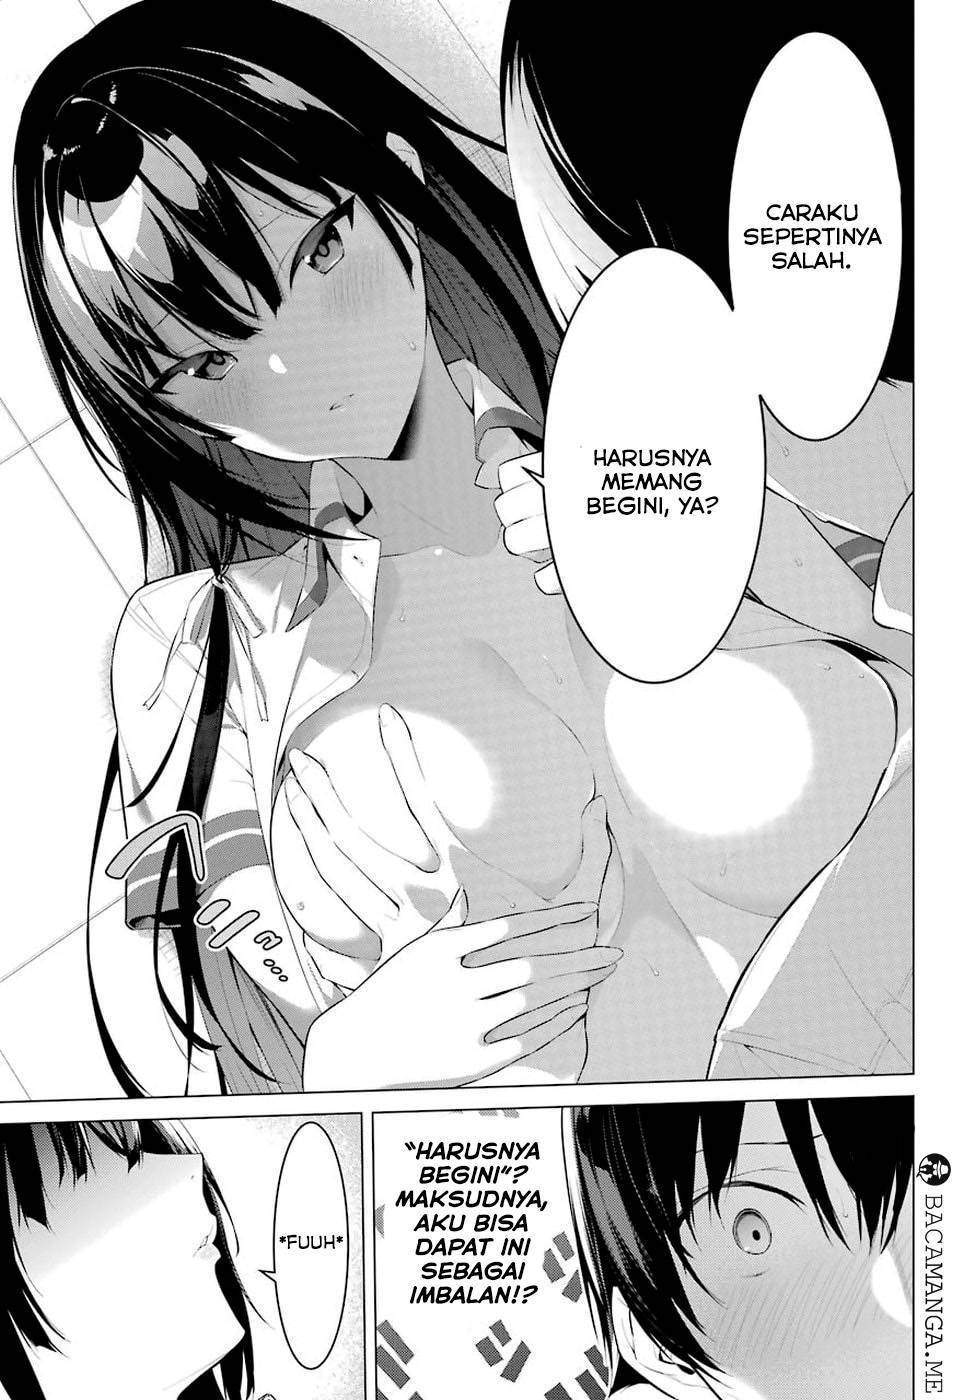 CARAKU
SEPERTINYA
SALAH.
HARUSNYA
MEMANG
BEGINI, YA?
"HARUSNYA
BEGINI"?
MAKSUDNYA,
AKU BISA
DAPAT INI
SEBAGAI
IMBALAN!?
*FUUH*
BACAMANGA.ME